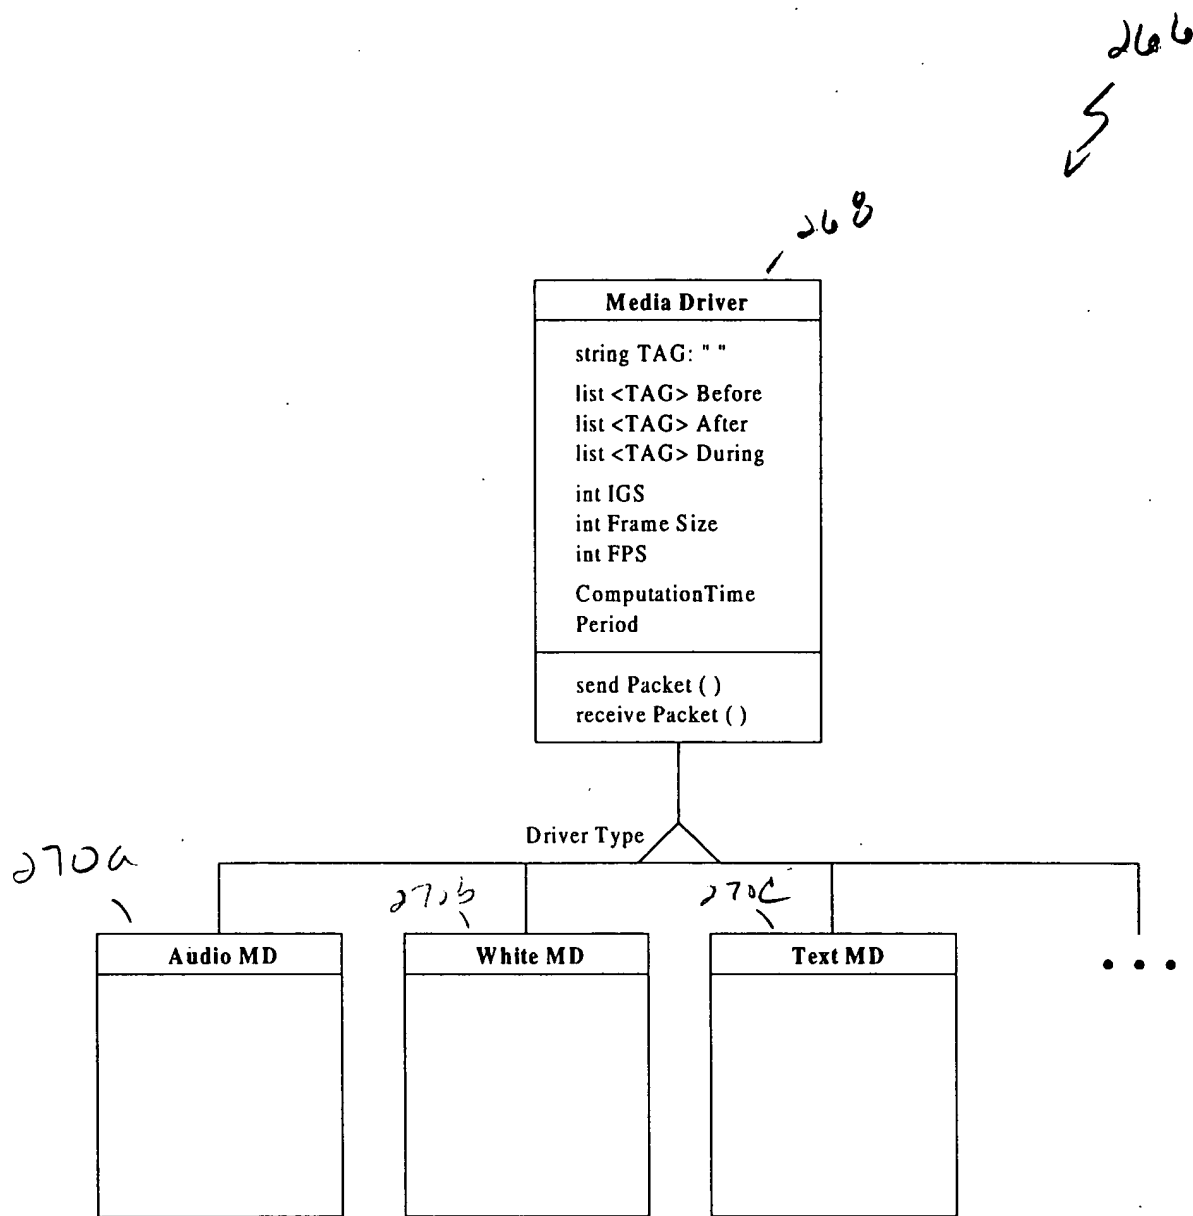 266
268
Media Driver
string TAG: " "
list <TAG> Before
list <TAG> After
list <TAG> During
int IGS
int Frame Size
int FPS
ComputationTime
Period
send Packet ( )
receive Packet ( )
Driver Type
270a
270b
270c
Audio MD
White MD
Text MD
• • •